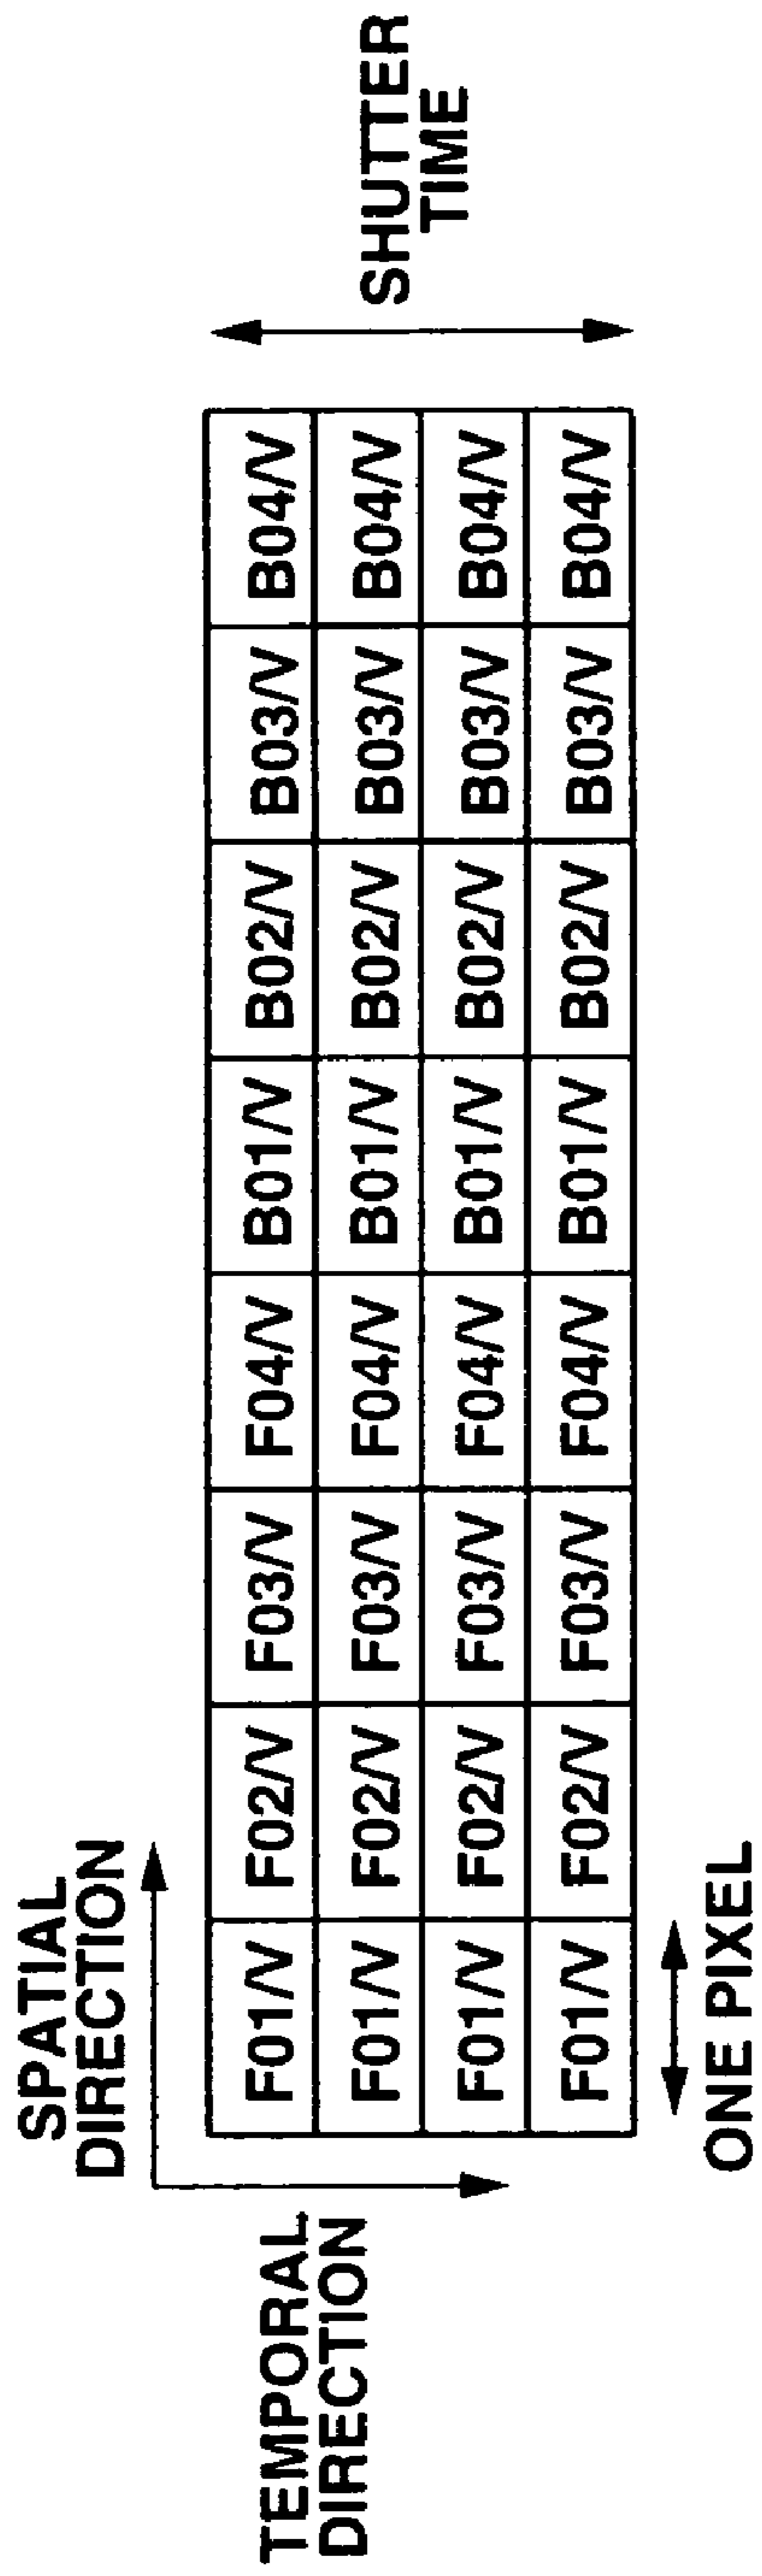 SPATIAL
DIRECTION
TEMPORAL
DIRECTION
F01/V F02/V F03/V F04/V B01/V B02/V B03/V B04/V
F01/V F02/V F03/V F04/V B01/V B02/V B03/V B04/V
F01/V F02/V F03/V F04/V B01/V B02/V B03/V B04/V
F01/V F02/V F03/V F04/V B01/V B02/V B03/V B04/V
SHUTTER
TIME
ONE PIXEL